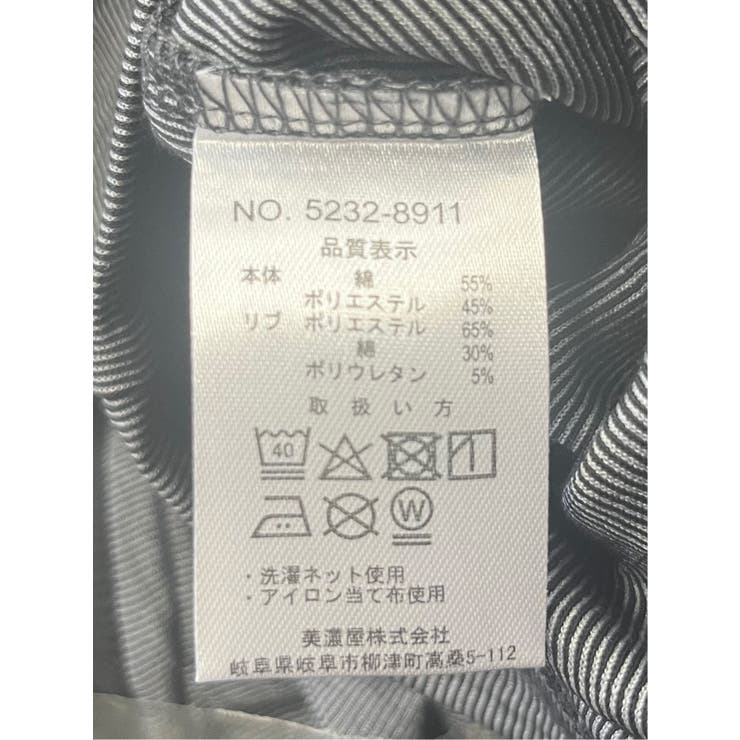 NO. 5232-8911
品質表示
本体 綿 55%
ポリエステル 45%
リブ ポリエステル 65%
綿 30%
ポリウレタン 5%
取扱い方
40
W
・洗濯ネット使用
・アイロン当て布使用
美濃屋株式会社
岐阜県岐阜市柳津町高桑5-112